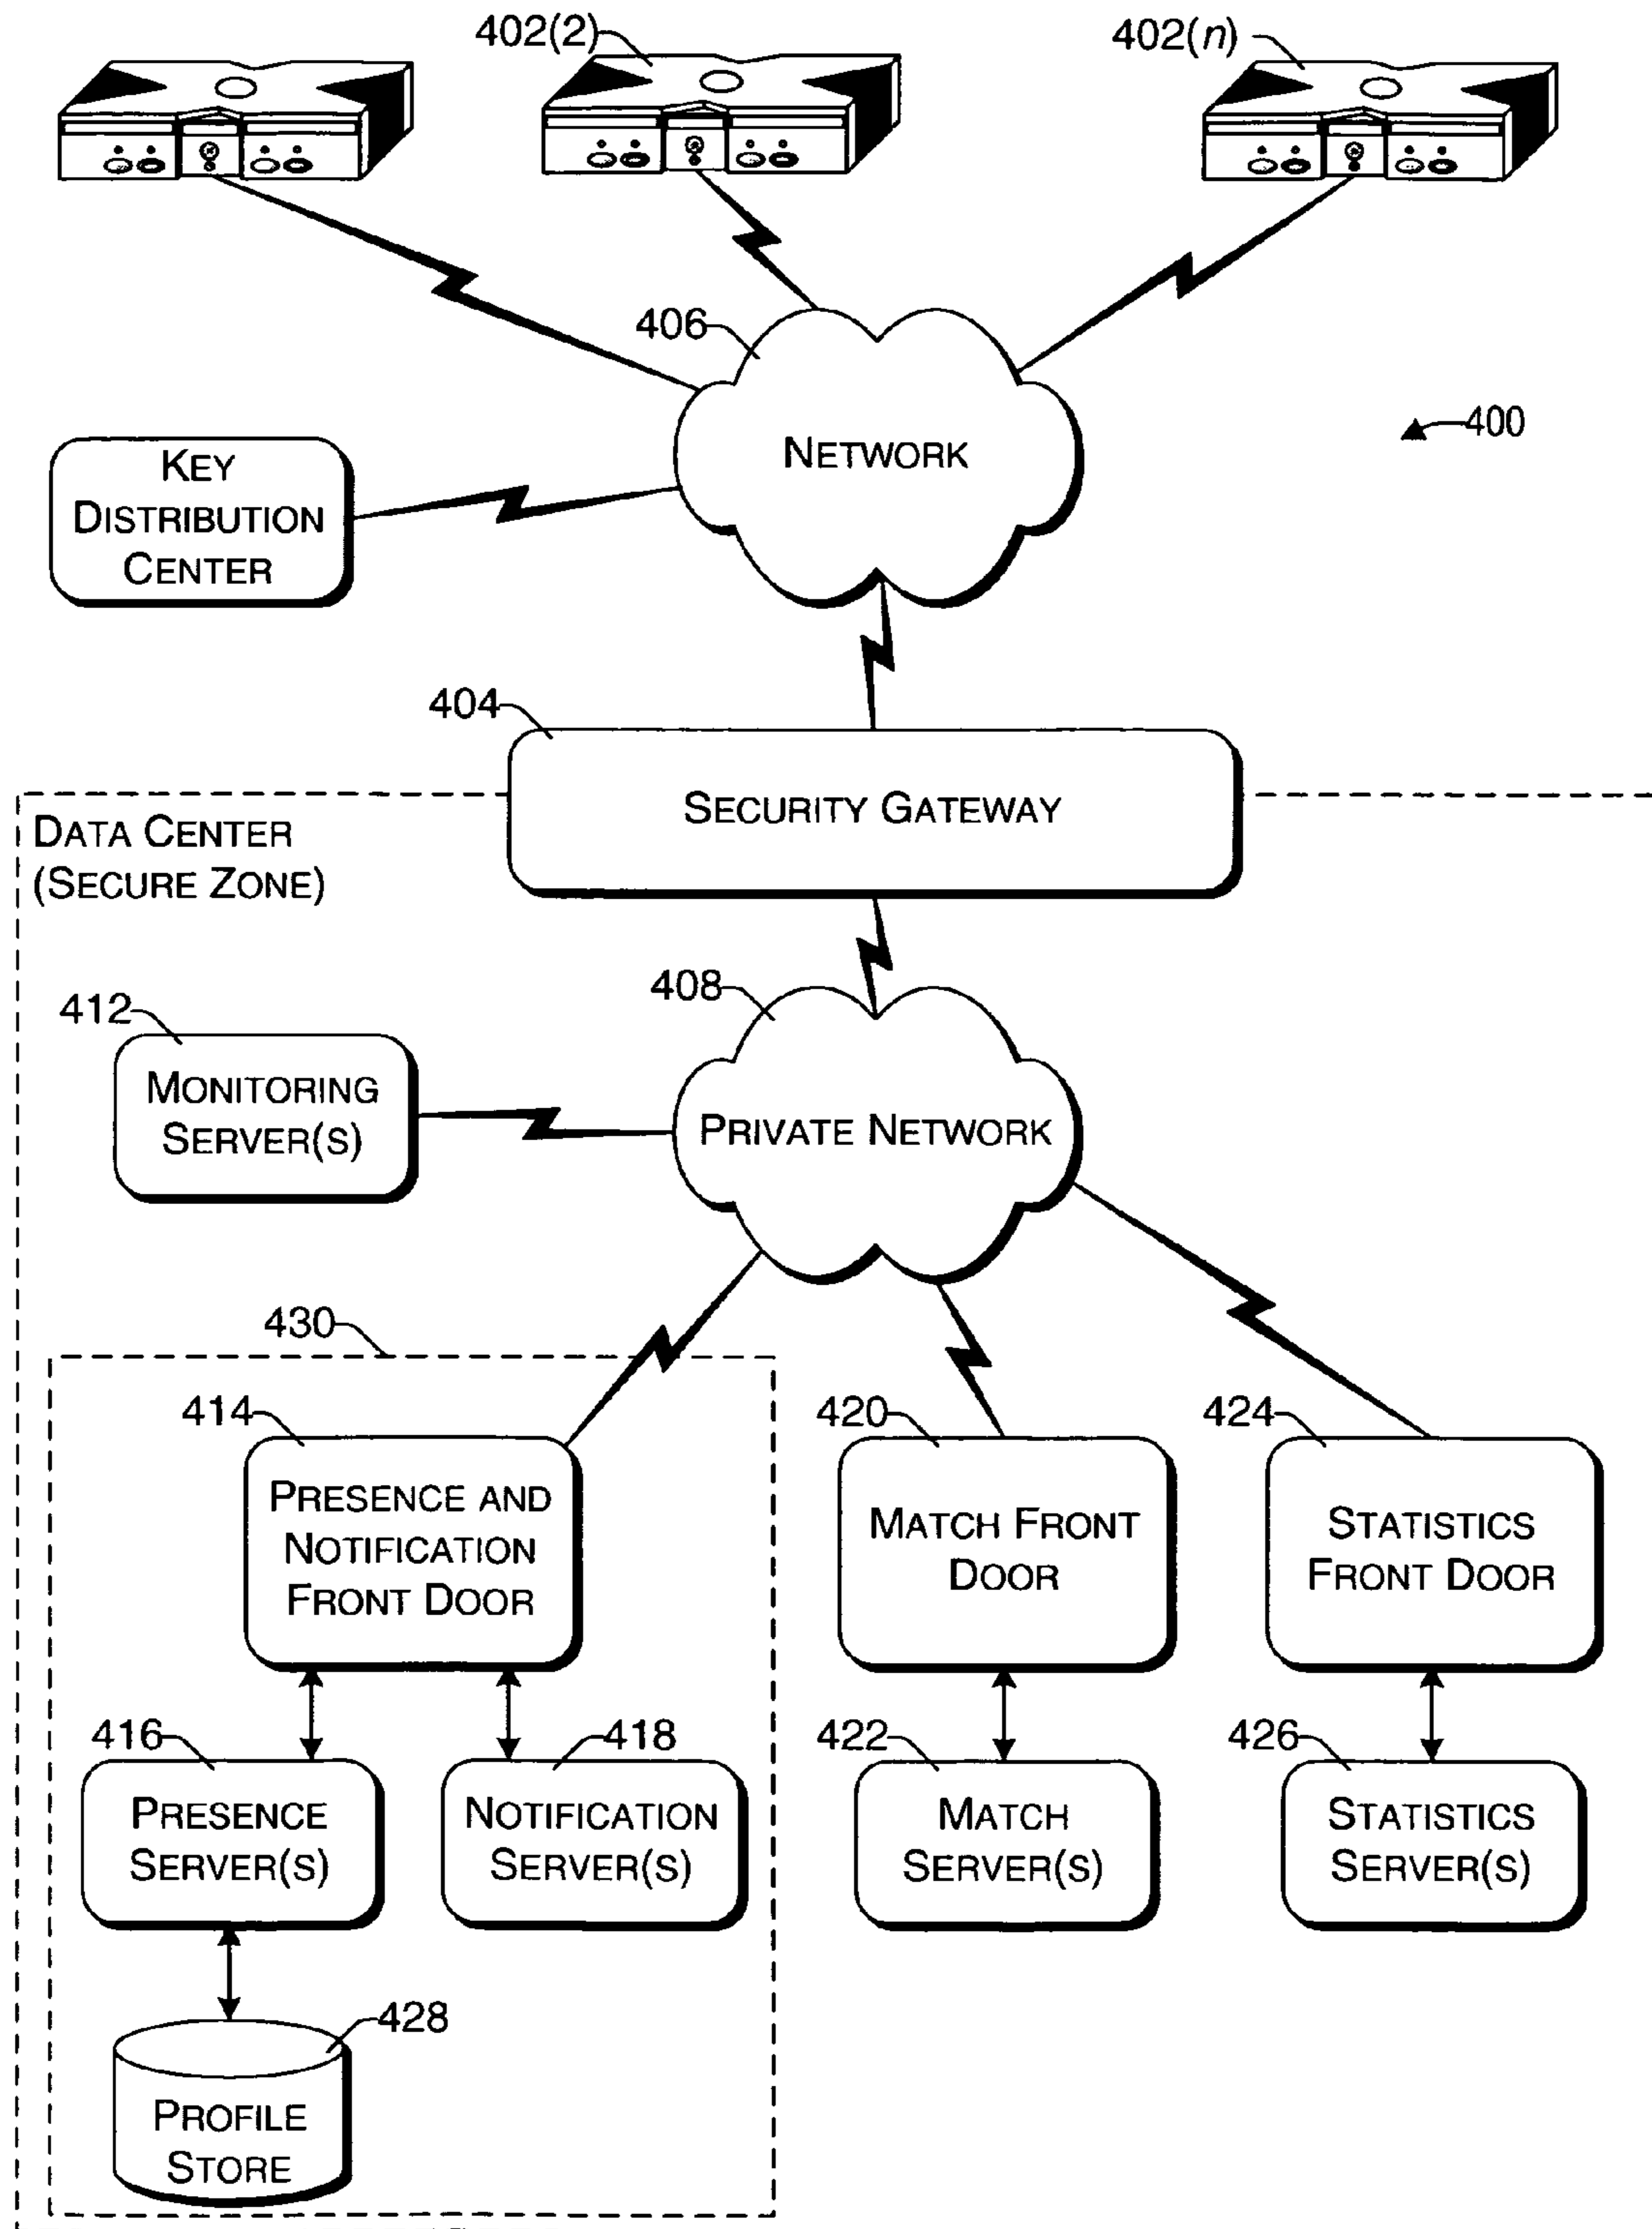 402(2)
402(n)
406
NETWORK
400
KEY
DISTRIBUTION
CENTER
404
SECURITY GATEWAY
DATA CENTER
(SECURE ZONE)
408
412
MONITORING
SERVER(S)
PRIVATE NETWORK
430
414
PRESENCE AND
NOTIFICATION
FRONT DOOR
420
MATCH FRONT
DOOR
424
STATISTICS
FRONT DOOR
416
PRESENCE
SERVER(S)
418
NOTIFICATION
SERVER(S)
422
MATCH
SERVER(S)
426
STATISTICS
SERVER(S)
428
PROFILE
STORE